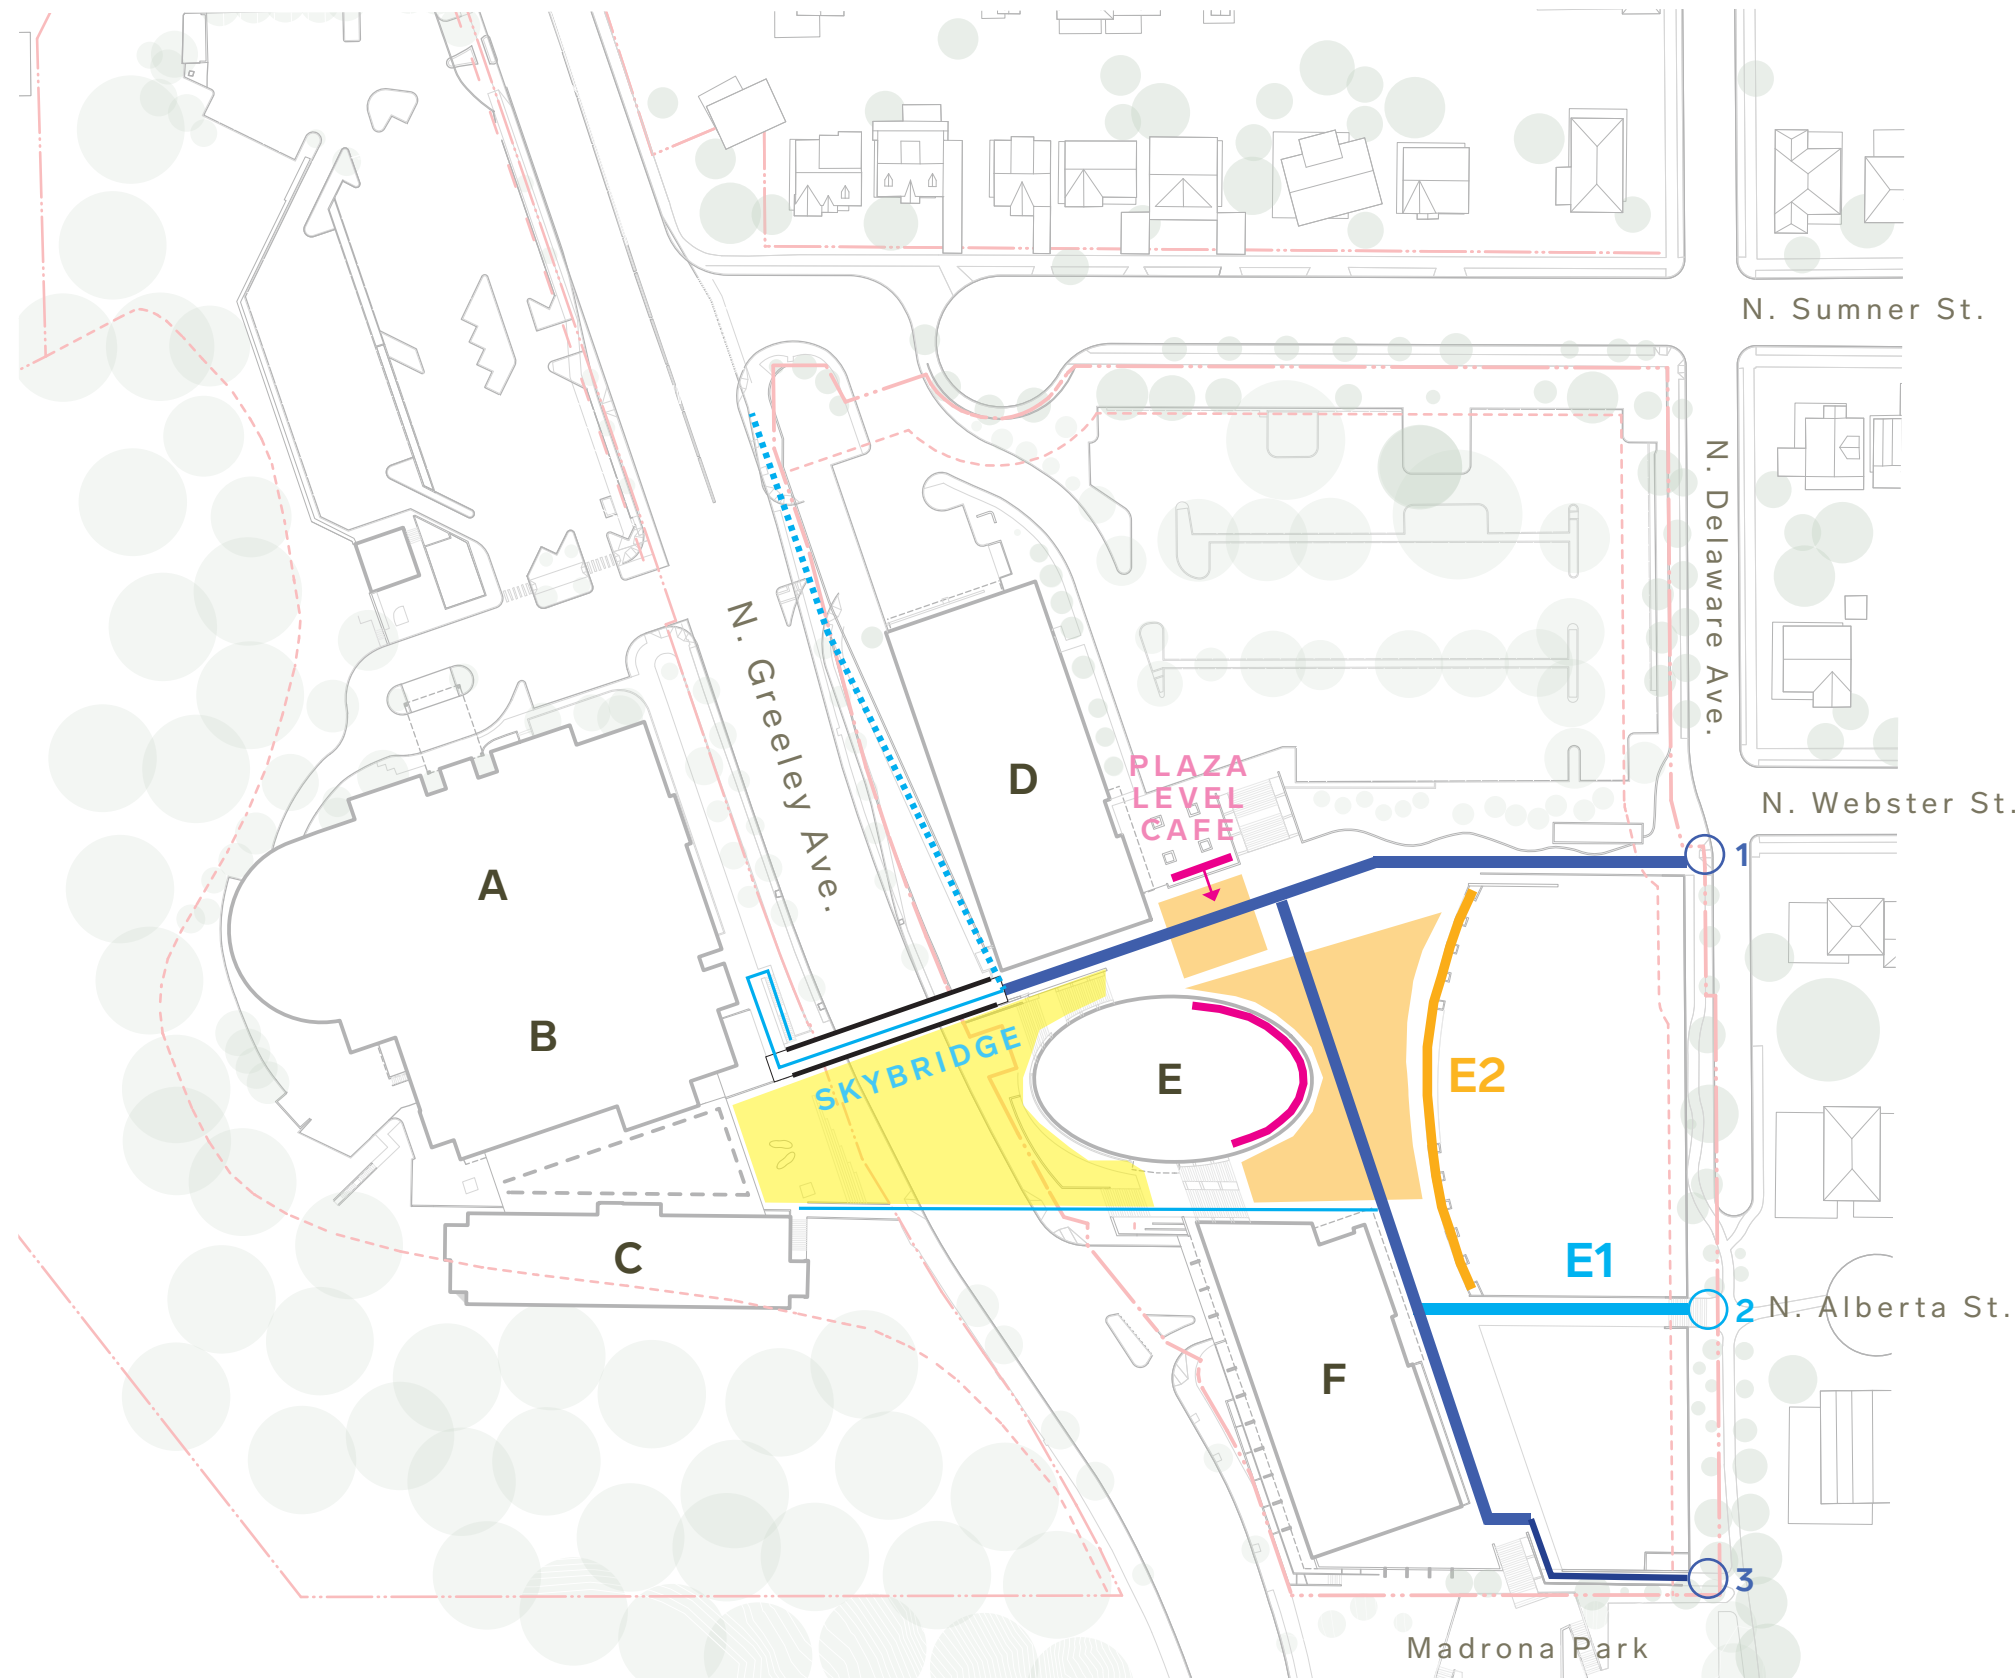 N. Sumner St.
N. Delaware Ave.
N. Greeley Ave.
D
PLAZA
LEVEL
CAFE
N. Webster St.
1
A
B
SKYBRIDGE
E
E2
C
E1
2
N. Alberta St.
F
3
Madrona Park